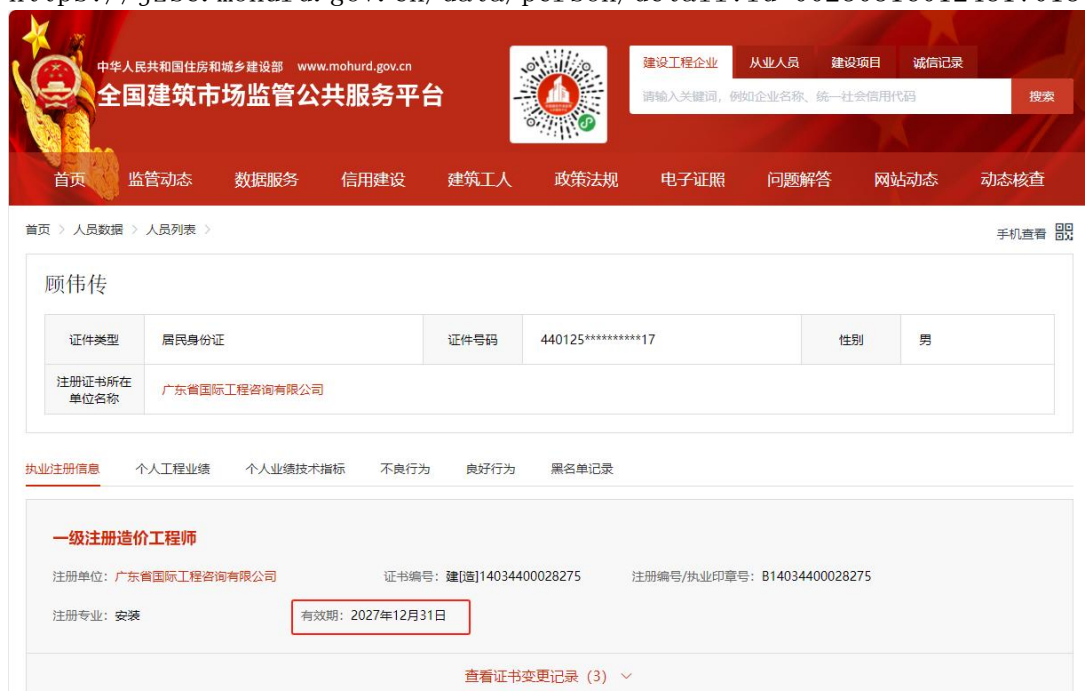 中华人民共和国住房和城乡建设部 www.mohurd.gov.cn
全国建筑市场监管公共服务平台
建设工程企业 从业人员 建设项目 诚信记录
请输入关键词，例如企业名称、统一社会信用代码 搜索
首页 监管动态 数据服务 信用建设 建筑工人 政策法规 电子证照 问题解答 网站动态 动态核查
首页 > 人员数据 > 人员列表 >
手机查看
顾伟传
证件类型 居民身份证 证件号码 440125**********17 性别 男
注册证书所在
单位名称
广东省国际工程咨询有限公司
执业注册信息 个人工程业绩 个人业绩技术指标 不良行为 良好行为 黑名单记录
一级注册造价工程师
注册单位：广东省国际工程咨询有限公司 证书编号：建[造]14034400028275 注册编号/执业印章号：B14034400028275
注册专业：安装 有效期：2027年12月31日
查看证书变更记录（3）